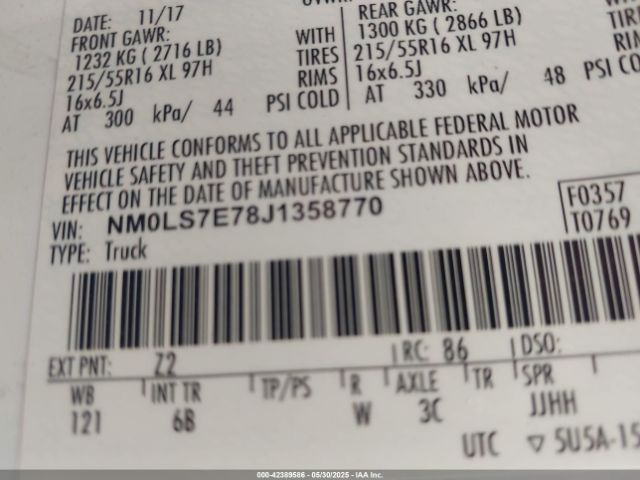 DATE: 11/17
FRONT GAWR: WITH
1232 KG ( 2716 LB) TIRES
215/55R16 XL 97H RIMS
16x6.5J
AT 300 kPa/ 44 PSI COLD
REAR GAWR: WITH
1300 KG ( 2866 LB)
215/55R16 XL 97H
16x6.5J
AT 330 kPa/ 48 PSI COLD
THIS VEHICLE CONFORMS TO ALL APPLICABLE FEDERAL MOTOR
VEHICLE SAFETY AND THEFT PREVENTION STANDARDS IN
EFFECT ON THE DATE OF MANUFACTURE SHOWN ABOVE.
VIN: NM0LS7E78J1358770
F0357
T0769
TYPE: Truck
EXT PNT: Z2 RC: 86 DSO:
WB INT TR TP/PS R AXLE TR SPR
121 6B W 3C JJHH
UTC ▽ 5U5A-15
000-42389586 - 05/30/2025 - IAA Inc.